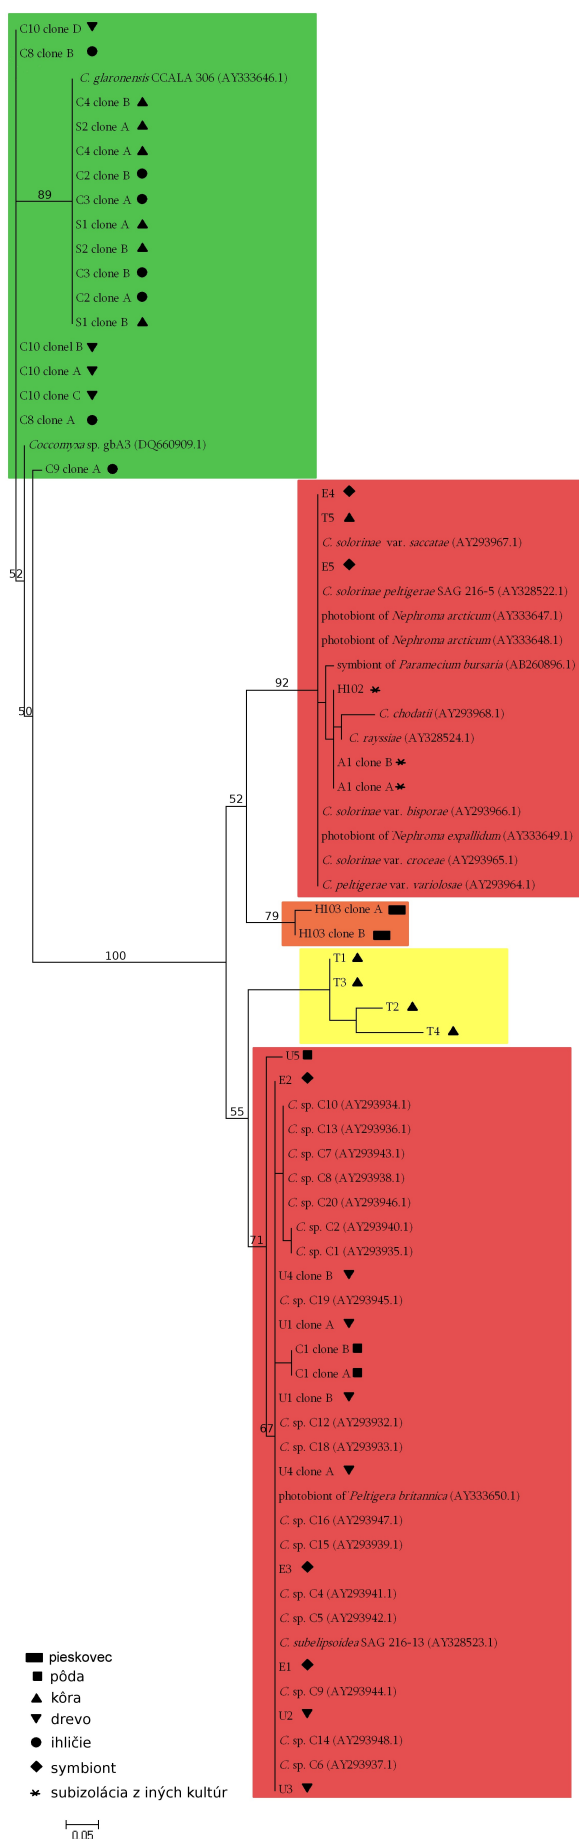 C10 clone D
C8 clone B
C. glaronensis CCALA 306 (AY333646.1)
C4 clone B
S2 clone A
C4 clone A
C2 clone B
89
C3 clone A
S1 clone A
S2 clone B
C3 clone B
C2 clone A
S1 clone B
C10 clonel B
C10 clone A
C10 clone C
C8 clone A
Coccomyxa sp. gbA3 (DQ660909.1)
C9 clone A
E4
T5
C. solorinae var. saccatae (AY293967.1)
E5
52
C. solorinae peltigerae SAG 216-5 (AY328522.1)
photobiont of Nephroma arcticum (AY333647.1)
photobiont of Nephroma arcticum (AY333648.1)
symbiont of Paramecium bursaria (AB260896.1)
92
H102
50
C. chodatii (AY293968.1)
C. rayssiae (AY328524.1)
A1 clone B
A1 clone A
52
C. solorinae var. bisporae (AY293966.1)
photobiont of Nephroma expallidum (AY333649.1)
C. solorinae var. croceae (AY293965.1)
C. peltigerae var. variolosae (AY293964.1)
H103 clone A
79
H103 clone B
100
T1
T3
T2
T4
U5
E2
C. sp. C10 (AY293934.1)
55
C. sp. C13 (AY293936.1)
C. sp. C7 (AY293943.1)
C. sp. C8 (AY293938.1)
C. sp. C20 (AY293946.1)
C. sp. C2 (AY293940.1)
71
C. sp. C1 (AY293935.1)
U4 clone B
C. sp. C19 (AY293945.1)
U1 clone A
C1 clone B
C1 clone A
U1 clone B
C. sp. C12 (AY293932.1)
67
C. sp. C18 (AY293933.1)
U4 clone A
photobiont of Peltigera britannica (AY333650.1)
C. sp. C16 (AY293947.1)
C. sp. C15 (AY293939.1)
E3
C. sp. C4 (AY293941.1)
C. sp. C5 (AY293942.1)
C. subelipsoidea SAG 216-13 (AY328523.1)
E1
C. sp. C9 (AY293944.1)
U2
C. sp. C14 (AY293948.1)
C. sp. C6 (AY293937.1)
U3
pieskovec
pôda
kôra
drevo
ihličie
symbiont
subizolácia z iných kultúr
0.05